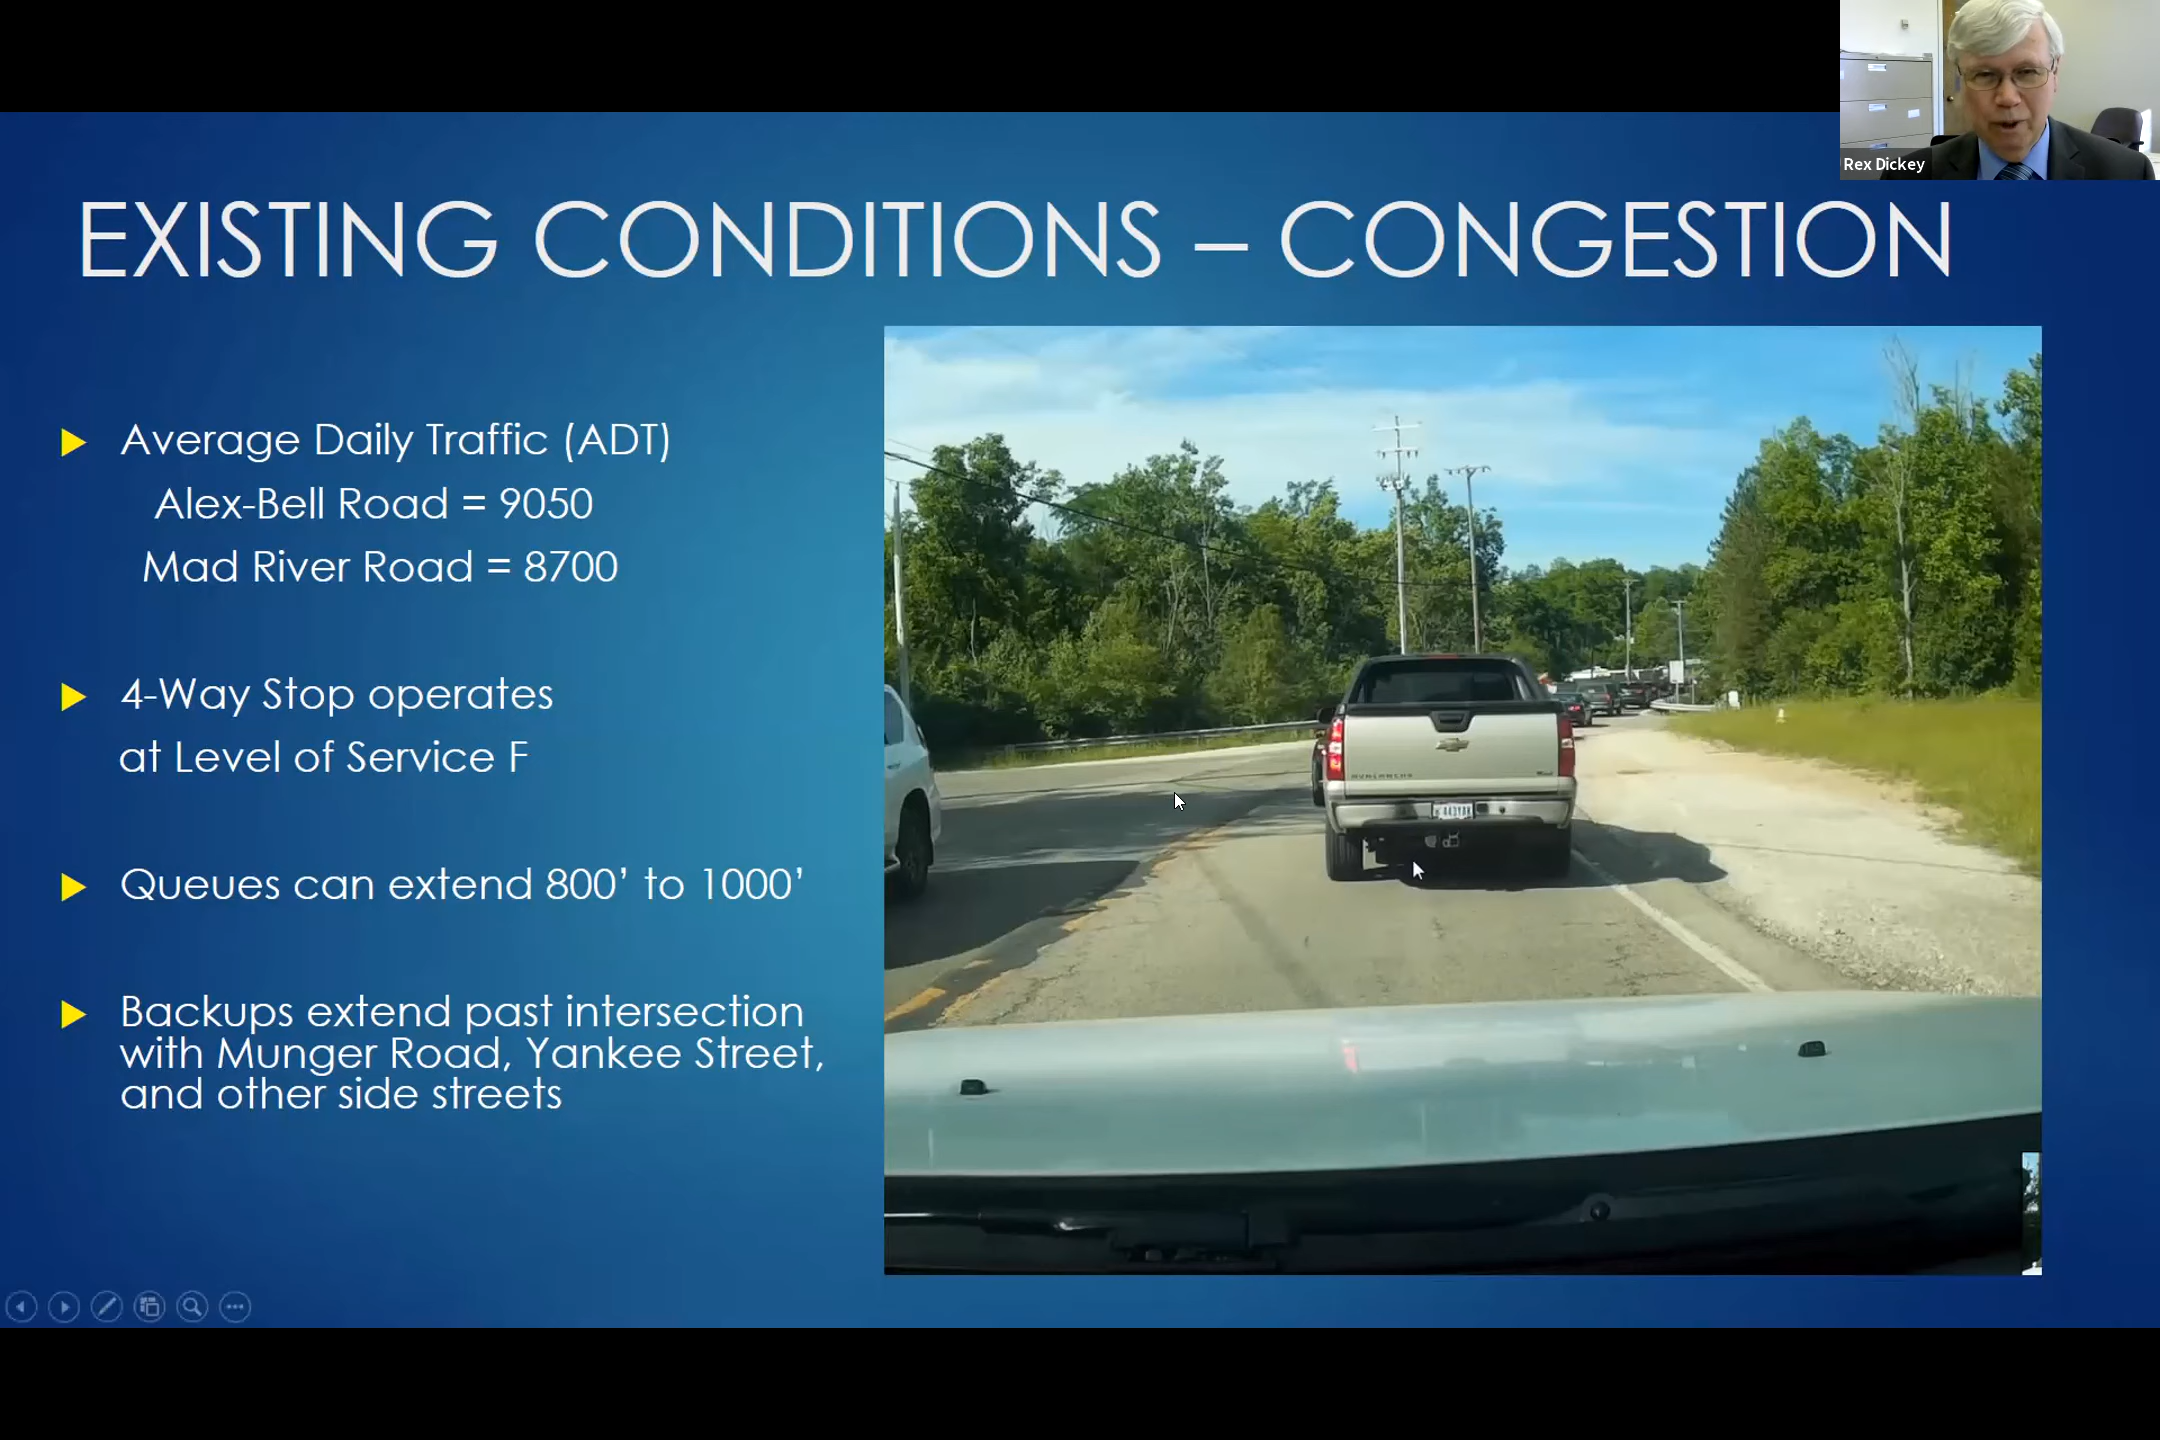 Rex Dickey
EXISTING CONDITIONS – CONGESTION
Average Daily Traffic (ADT)
Alex-Bell Road = 9050
Mad River Road = 8700
4-Way Stop operates
at Level of Service F
Queues can extend 800’ to 1000’
Backups extend past intersection
with Munger Road, Yankee Street,
and other side streets
AVALANCHE